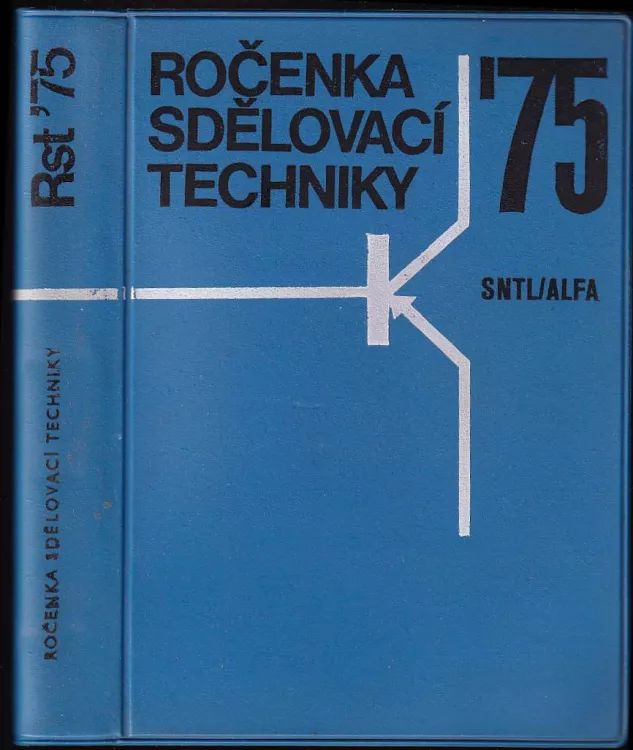 Rst '75
ROČENKA SDĚLOVACÍ TECHNIKY
ROČENKA
SDĚLOVACÍ
TECHNIKY
'75
SNTL/ALFA